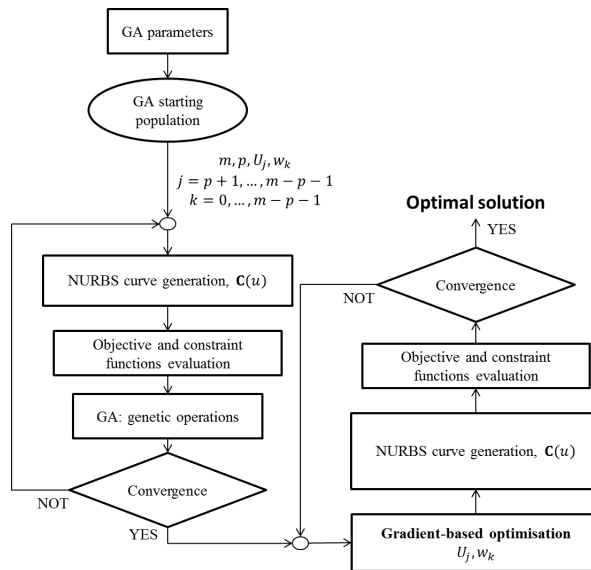 GA parameters
GA starting
population
m, p, U_j, w_k
j = p + 1, … , m − p − 1
k = 0, … , m − p − 1
NURBS curve generation, C(u)
Objective and constraint
functions evaluation
GA: genetic operations
Convergence
NOT
YES
Optimal solution
YES
Convergence
NOT
Objective and constraint
functions evaluation
NURBS curve generation, C(u)
Gradient-based optimisation
U_j, w_k